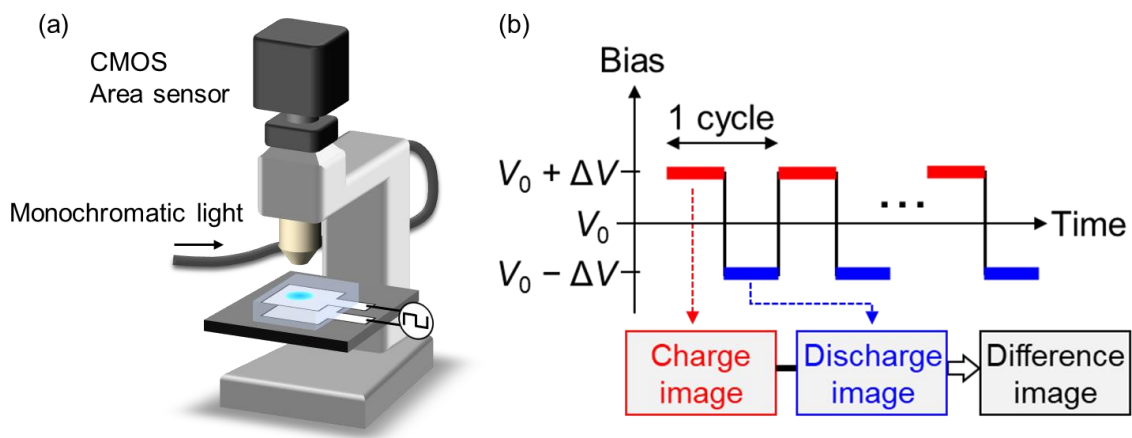 (a)
CMOS
Area sensor
Monochromatic light
(b)
Bias
1 cycle
V₀ + ΔV
V₀
V₀ − ΔV
...
Time
Charge
image
Discharge
image
Difference
image